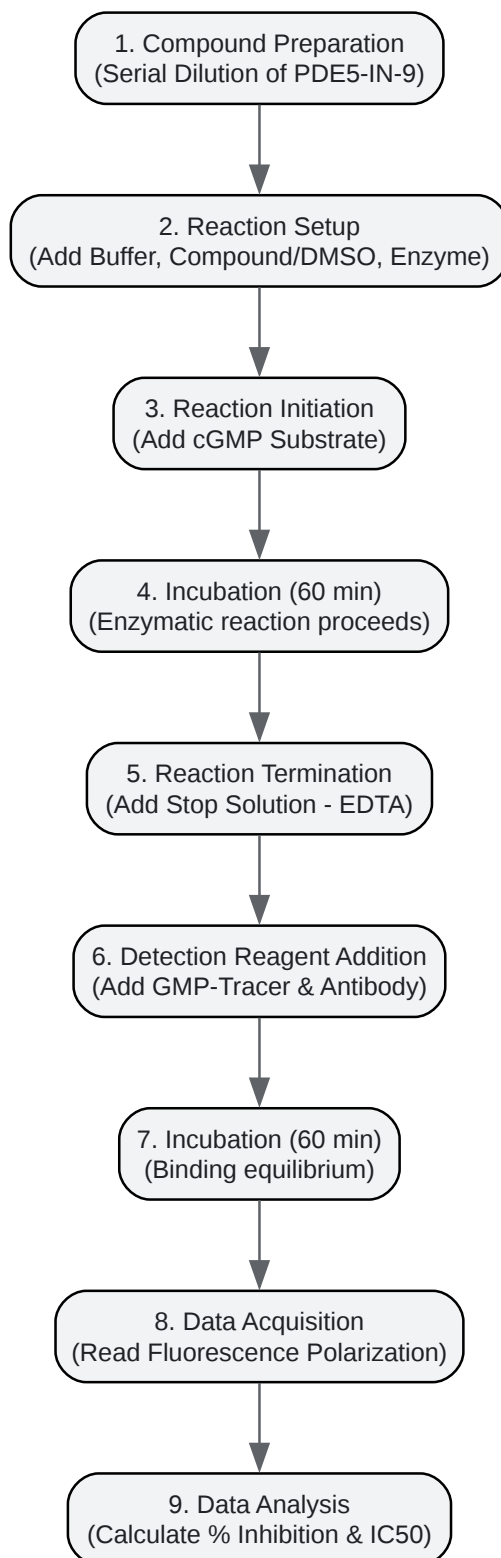 1. Compound Preparation
(Serial Dilution of PDE5-IN-9)
2. Reaction Setup
(Add Buffer, Compound/DMSO, Enzyme)
3. Reaction Initiation
(Add cGMP Substrate)
4. Incubation (60 min)
(Enzymatic reaction proceeds)
5. Reaction Termination
(Add Stop Solution - EDTA)
6. Detection Reagent Addition
(Add GMP-Tracer & Antibody)
7. Incubation (60 min)
(Binding equilibrium)
8. Data Acquisition
(Read Fluorescence Polarization)
9. Data Analysis
(Calculate % Inhibition & IC50)